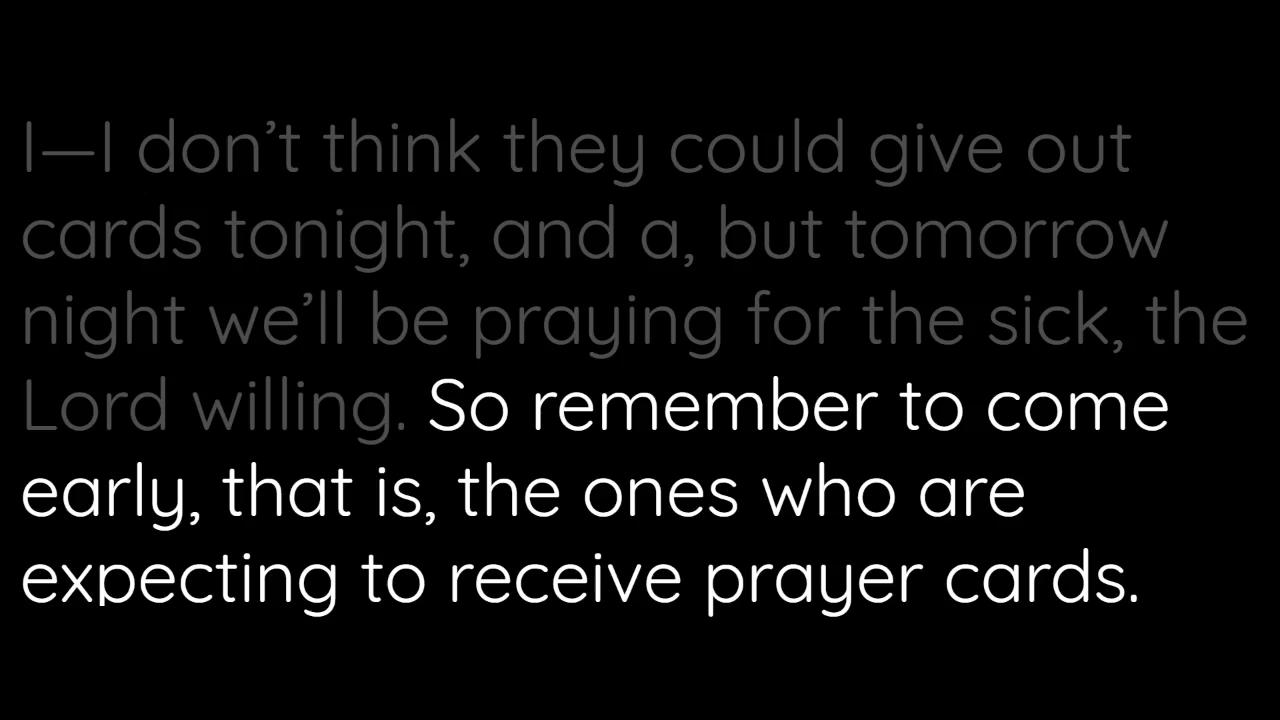 I—I don’t think they could give out
cards tonight, and a, but tomorrow
night we’ll be praying for the sick, the
Lord willing. So remember to come
early, that is, the ones who are
expecting to receive prayer cards.